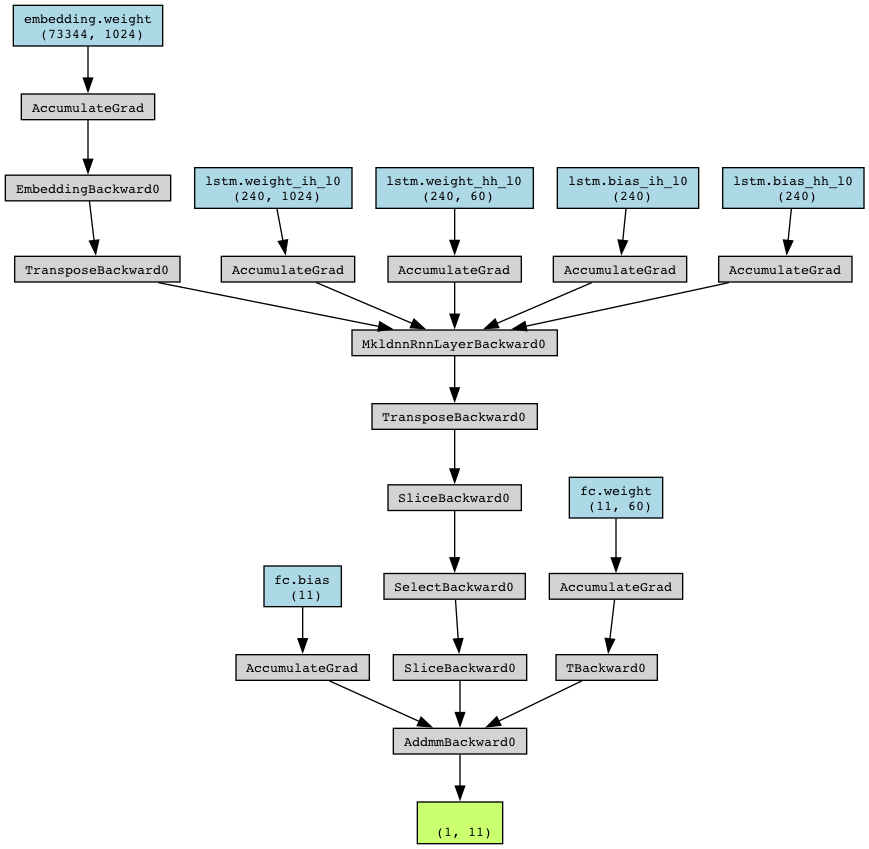 embedding.weight
(73344, 1024)
AccumulateGrad
EmbeddingBackward0
lstm.weight_ih_l0
(240, 1024)
lstm.weight_hh_l0
(240, 60)
lstm.bias_ih_l0
(240)
lstm.bias_hh_l0
(240)
TransposeBackward0
AccumulateGrad
AccumulateGrad
AccumulateGrad
AccumulateGrad
MkldnnRnnLayerBackward0
TransposeBackward0
SliceBackward0
fc.weight
(11, 60)
fc.bias
(11)
SelectBackward0
AccumulateGrad
AccumulateGrad
SliceBackward0
TBackward0
AddmmBackward0
(1, 11)